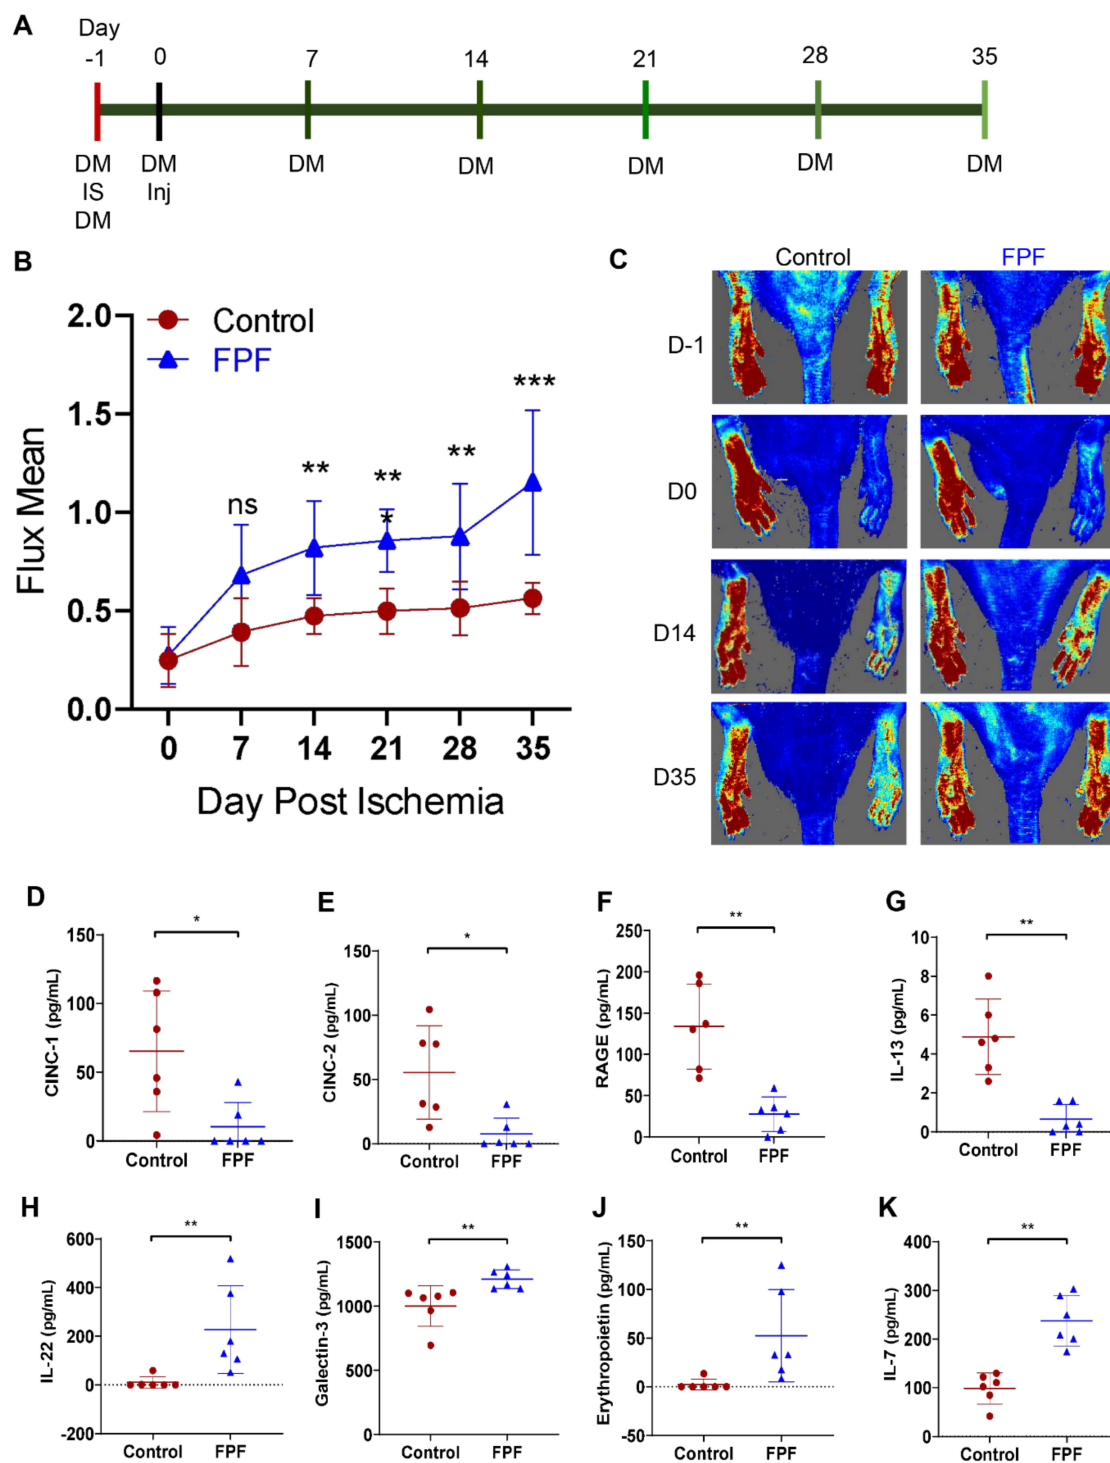 A
Day
-1 0 7 14 21 28 35
DM DM DM DM DM DM DM
IS Inj
DM
B
Control
FPF
2.0
1.5
1.0
0.5
0.0
Flux Mean
ns
**
**
*
**
***
0 7 14 21 28 35
Day Post Ischemia
C
Control FPF
D-1
D0
D14
D35
D
*
150
100
50
0
CINC-1 (pg/mL)
Control FPF
E
*
150
100
50
0
CINC-2 (pg/mL)
Control FPF
F
**
250
200
150
100
50
0
RAGE (pg/mL)
Control FPF
G
**
10
8
6
4
2
0
IL-13 (pg/mL)
Control FPF
H
**
600
400
200
0
-200
IL-22 (pg/mL)
Control FPF
I
**
1500
1000
500
0
Galectin-3 (pg/mL)
Control FPF
J
**
150
100
50
0
-50
Erythropoietin (pg/mL)
Control FPF
K
**
400
300
200
100
0
IL-7 (pg/mL)
Control FPF